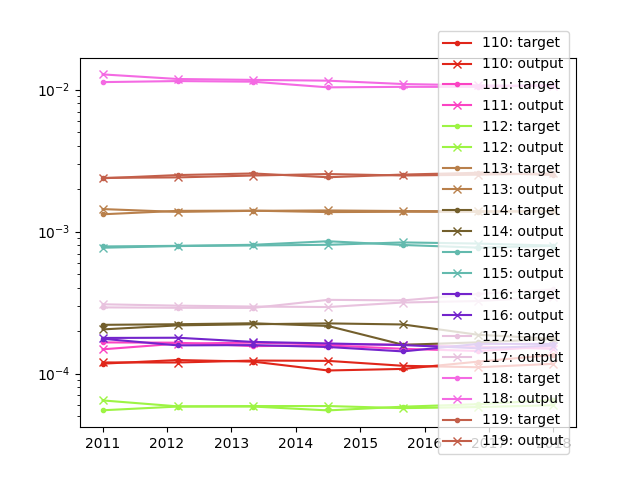 10⁻²
10⁻³
10⁻⁴
2011
2012
2013
2014
2015
2016
2017
2018
110: target
110: output
111: target
111: output
112: target
112: output
113: target
113: output
114: target
114: output
115: target
115: output
116: target
116: output
117: target
117: output
118: target
118: output
119: target
119: output